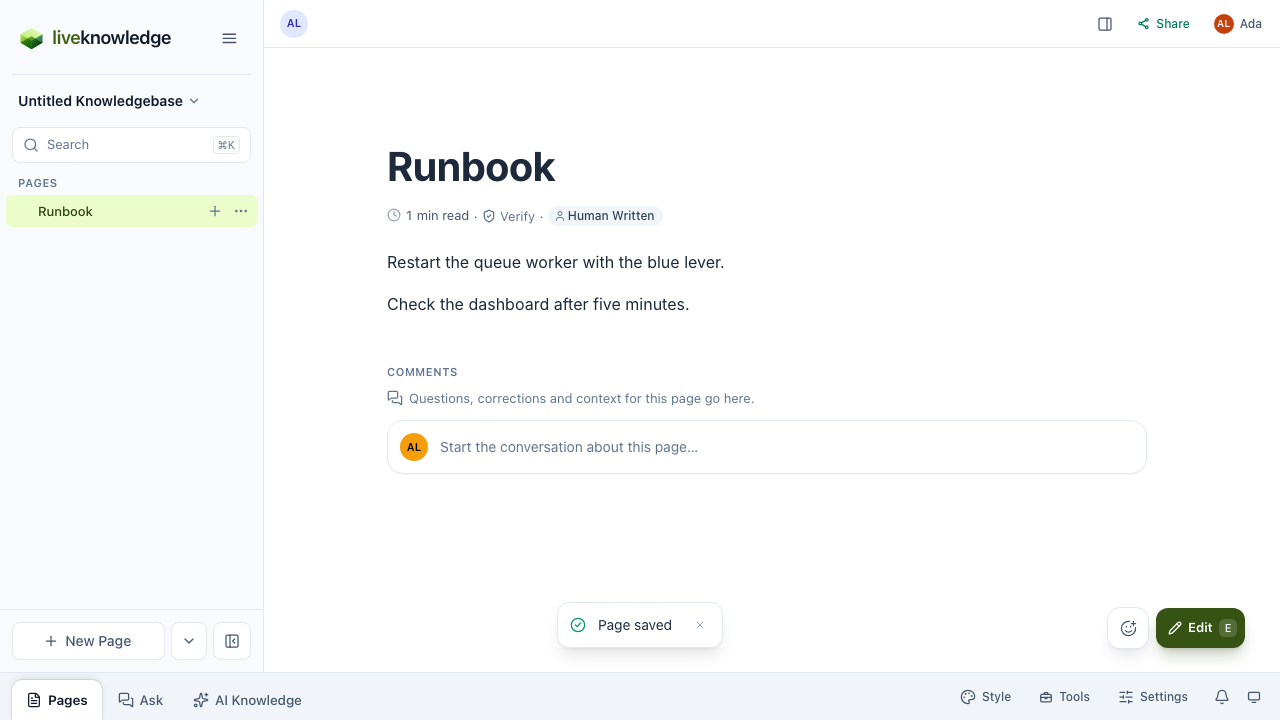 liveknowledge
AL
Share
AL Ada
Untitled Knowledgebase
Search ⌘K
PAGES
Runbook
Runbook
1 min read · Verify · Human Written
Restart the queue worker with the blue lever.
Check the dashboard after five minutes.
COMMENTS
Questions, corrections and context for this page go here.
AL Start the conversation about this page...
Page saved
New Page
Edit E
Pages
Ask
AI Knowledge
Style
Tools
Settings